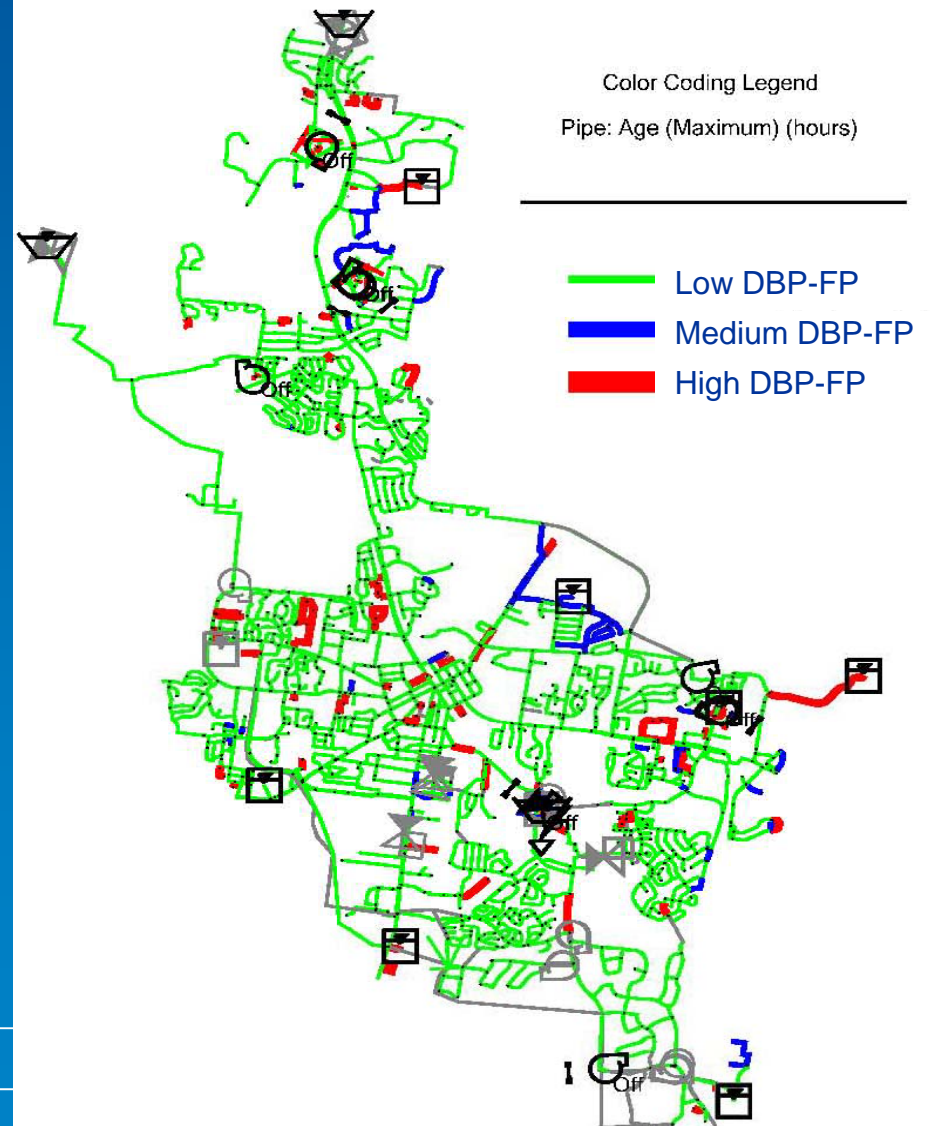 Color Coding Legend
Pipe: Age (Maximum) (hours)
Low DBP-FP
Medium DBP-FP
High DBP-FP
Off
Off
Off
Off
Off
Off